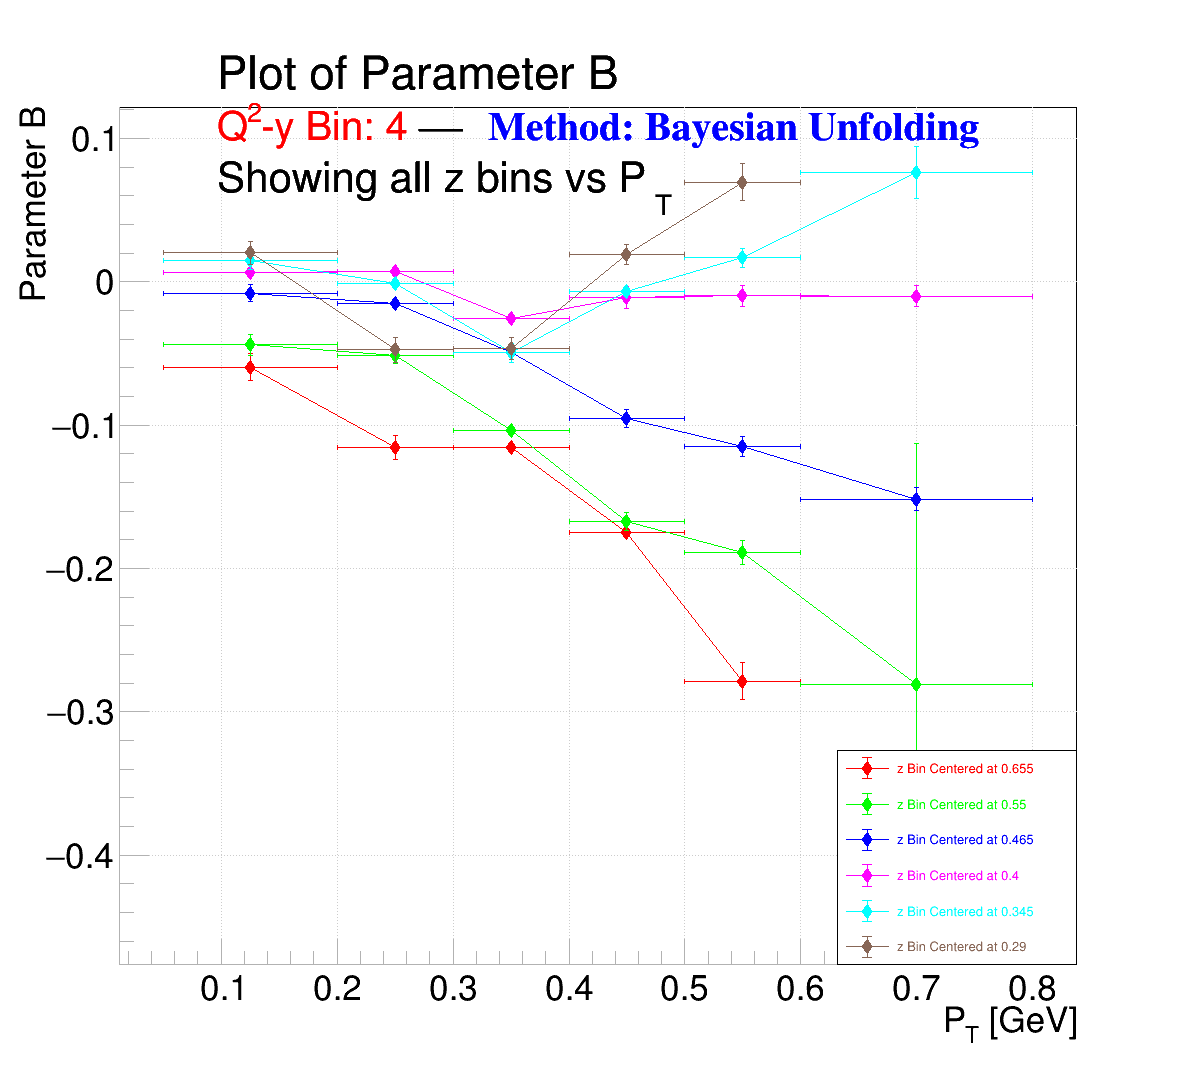 Plot of Parameter B
Q²-y Bin: 4 — Method: Bayesian Unfolding
Showing all z bins vs P_T
Parameter B
0.1
0
−0.1
−0.2
−0.3
−0.4
z Bin Centered at 0.655
z Bin Centered at 0.55
z Bin Centered at 0.465
z Bin Centered at 0.4
z Bin Centered at 0.345
z Bin Centered at 0.29
0.1 0.2 0.3 0.4 0.5 0.6 0.7 0.8
P_T [GeV]